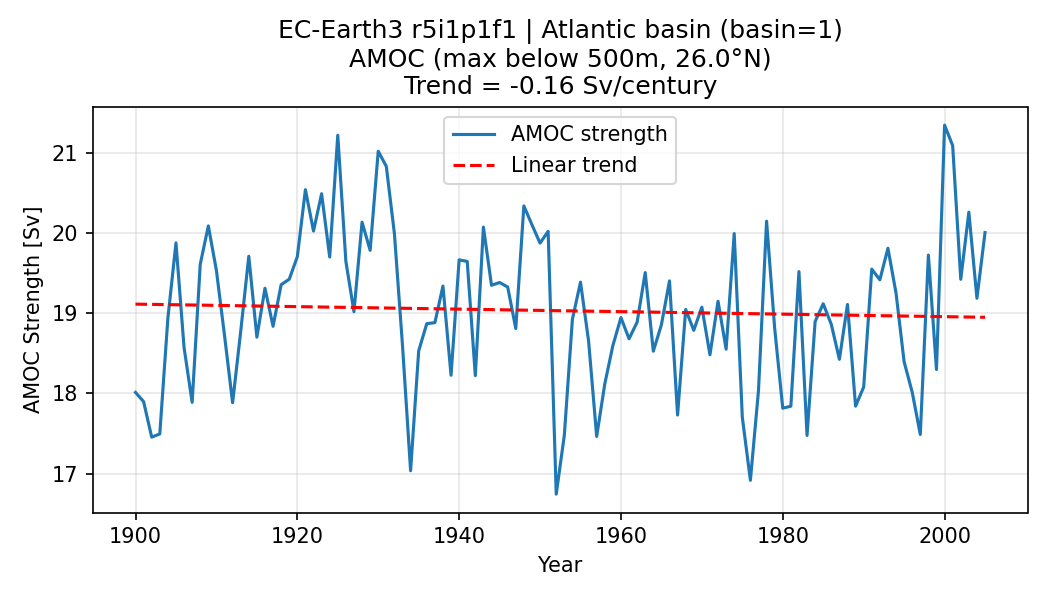 EC-Earth3 r5i1p1f1 | Atlantic basin (basin=1)
AMOC (max below 500m, 26.0°N)
Trend = -0.16 Sv/century
AMOC strength
Linear trend
AMOC Strength [Sv]
21
20
19
18
17
1900
1920
1940
1960
1980
2000
Year